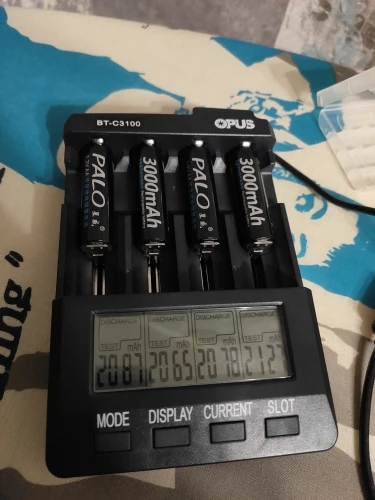 BT-C3100
OPUS
PALO
3000mAh
PALO
3000mAh
DISCHARGE DISCHARGE DISCHARGE DISCHARGE
TEST mAh TEST mAh TEST mAh TEST mAh
2087 2065 2078 2127
MODE DISPLAY CURRENT SLOT